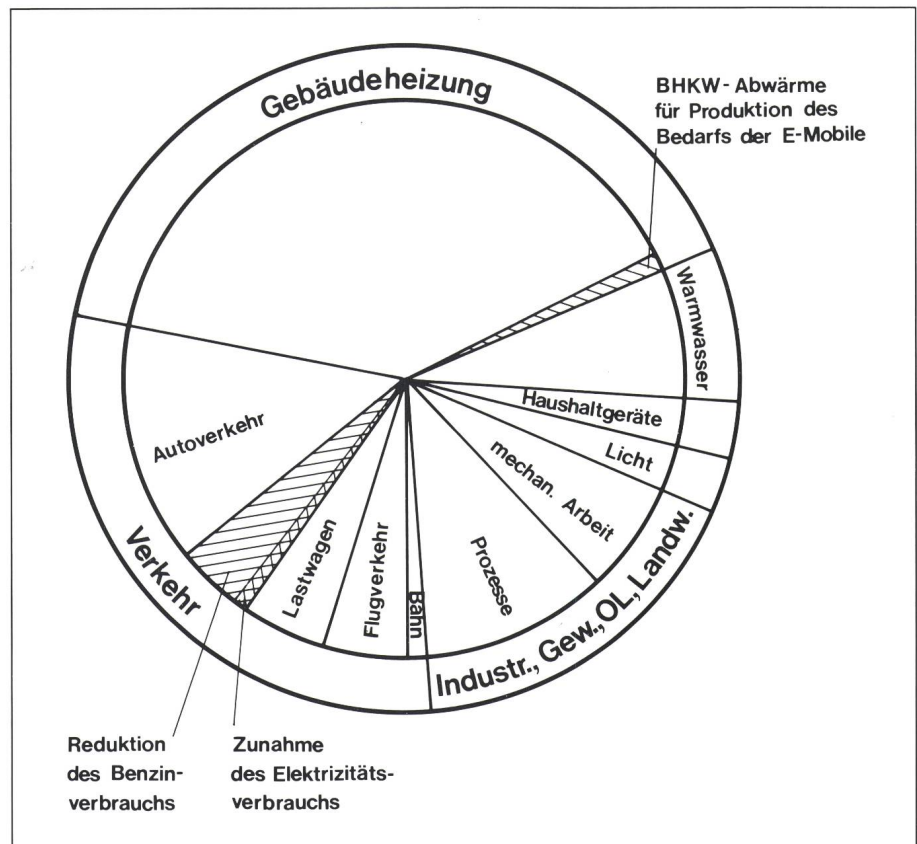 Gebäudeheizung
BHKW-Abwärme
für Produktion des
Bedarfs der E-Mobile
Warmwasser
Haushaltgeräte
Licht
mechan. Arbeit
Prozesse
Industr., Gew., OL, Landw.
Bahn
Flugverkehr
Lastwagen
Autoverkehr
Verkehr
Reduktion
des Benzin-
verbrauchs
Zunahme
des Elektrizitäts-
verbrauchs